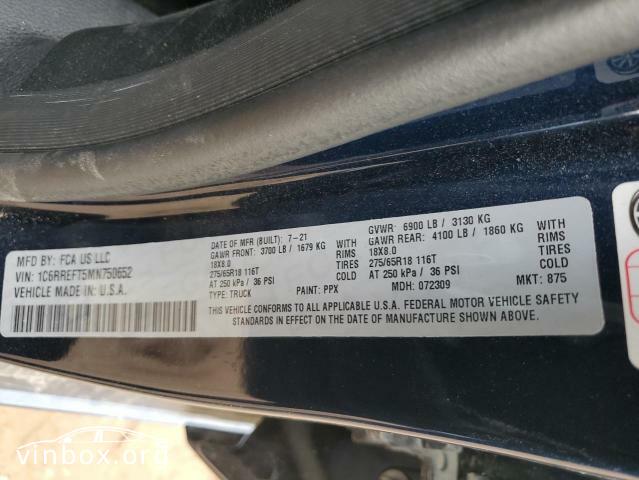 MFD BY: FCA US LLC
VIN: 1C6RREFT5MN750652
VEHICLE MADE IN: U.S.A.
DATE OF MFR (BUILT): 7-21
GAWR FRONT: 3700 LB / 1679 KG WITH
18X8.0 RIMS
275/65R18 116T TIRES
AT 250 kPa / 36 PSI COLD
TYPE: TRUCK PAINT: PPX
GVWR: 6900 LB / 3130 KG
GAWR REAR: 4100 LB / 1860 KG WITH
18X8.0 RIMS
275/65R18 116T TIRES
AT 250 kPa / 36 PSI COLD
MDH: 072309 MKT: 875
THIS VEHICLE CONFORMS TO ALL APPLICABLE U.S.A. FEDERAL MOTOR VEHICLE SAFETY
STANDARDS IN EFFECT ON THE DATE OF MANUFACTURE SHOWN ABOVE.
vinbox.org